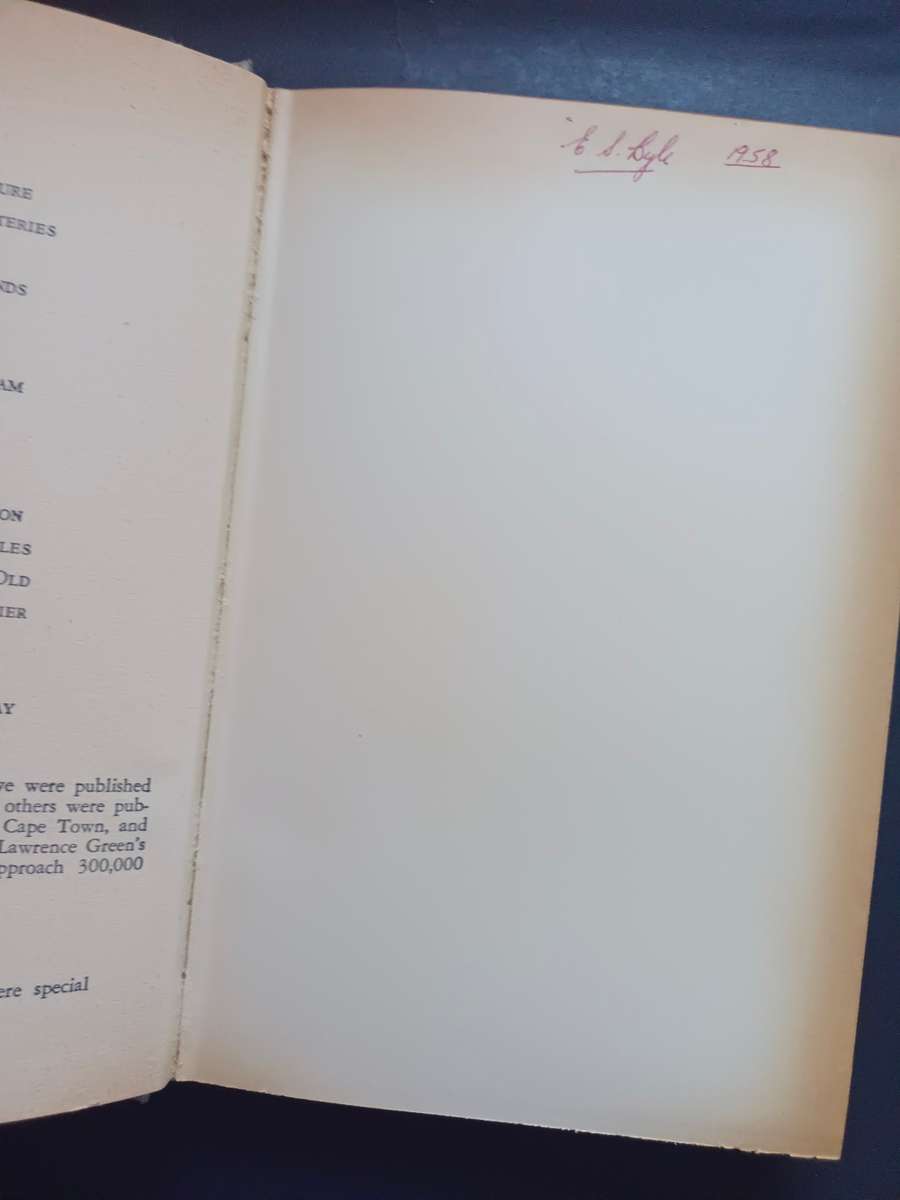 URE
TERIES
NDS
AM
ON
LES
OLD
IER
AY
ve were published
others were pub-
Cape Town, and
Lawrence Green's
pproach 300,000
ere special
E S. 1958